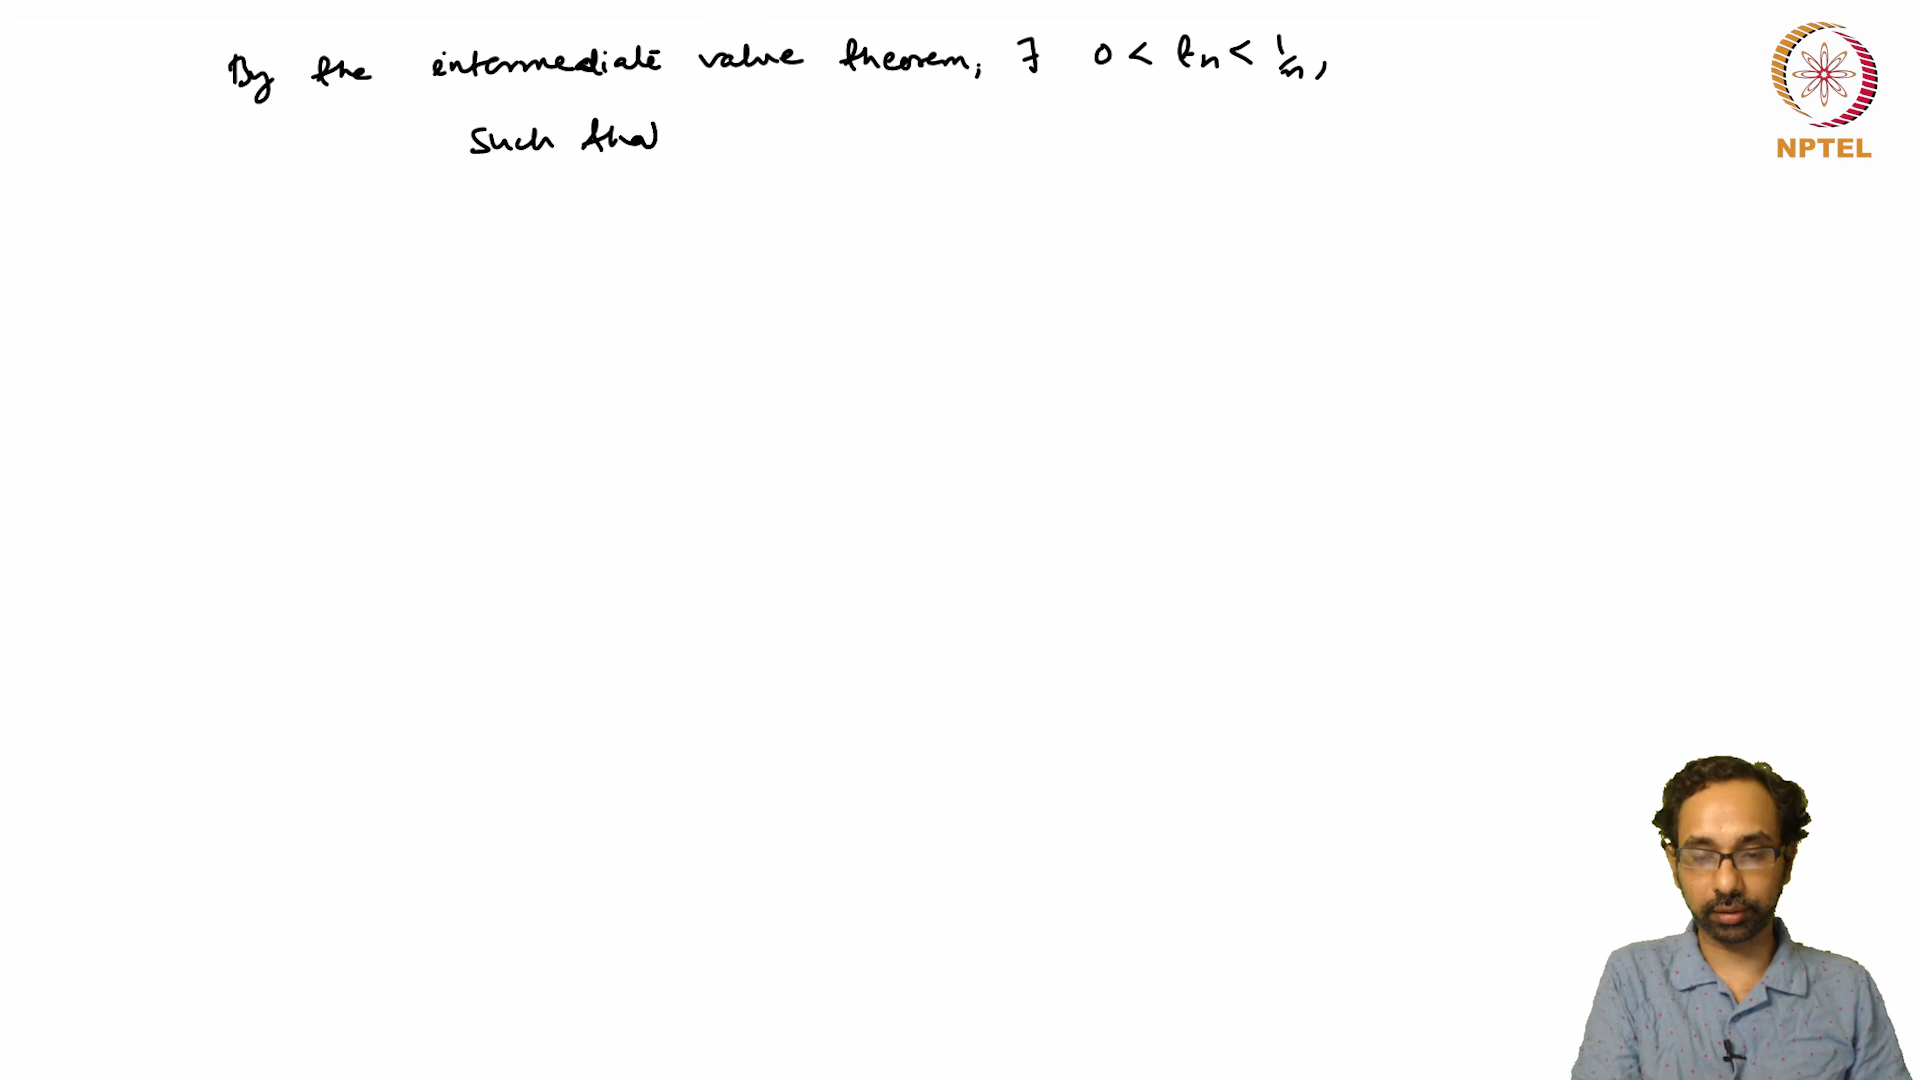 By the intermediate value theorem, ∃ 0 < tn < 1/n,
such that
NPTEL